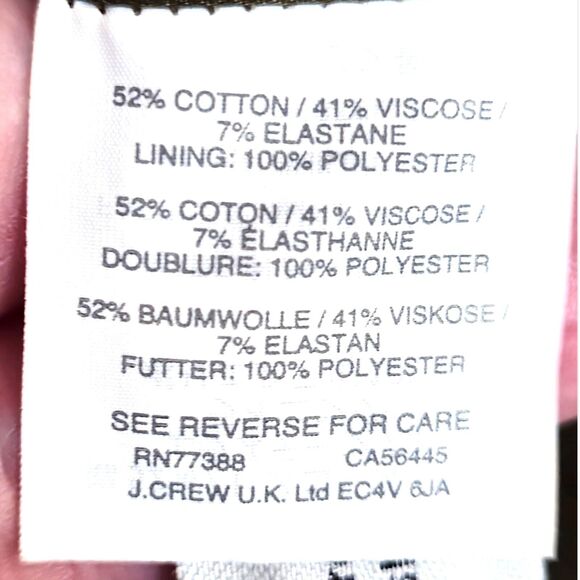 52% COTTON / 41% VISCOSE /
7% ELASTANE
LINING: 100% POLYESTER
52% COTON / 41% VISCOSE /
7% ÉLASTHANNE
DOUBLURE: 100% POLYESTER
52% BAUMWOLLE / 41% VISKOSE /
7% ELASTAN
FUTTER: 100% POLYESTER
SEE REVERSE FOR CARE
RN77388 CA56445
J.CREW U.K. Ltd EC4V 6JA